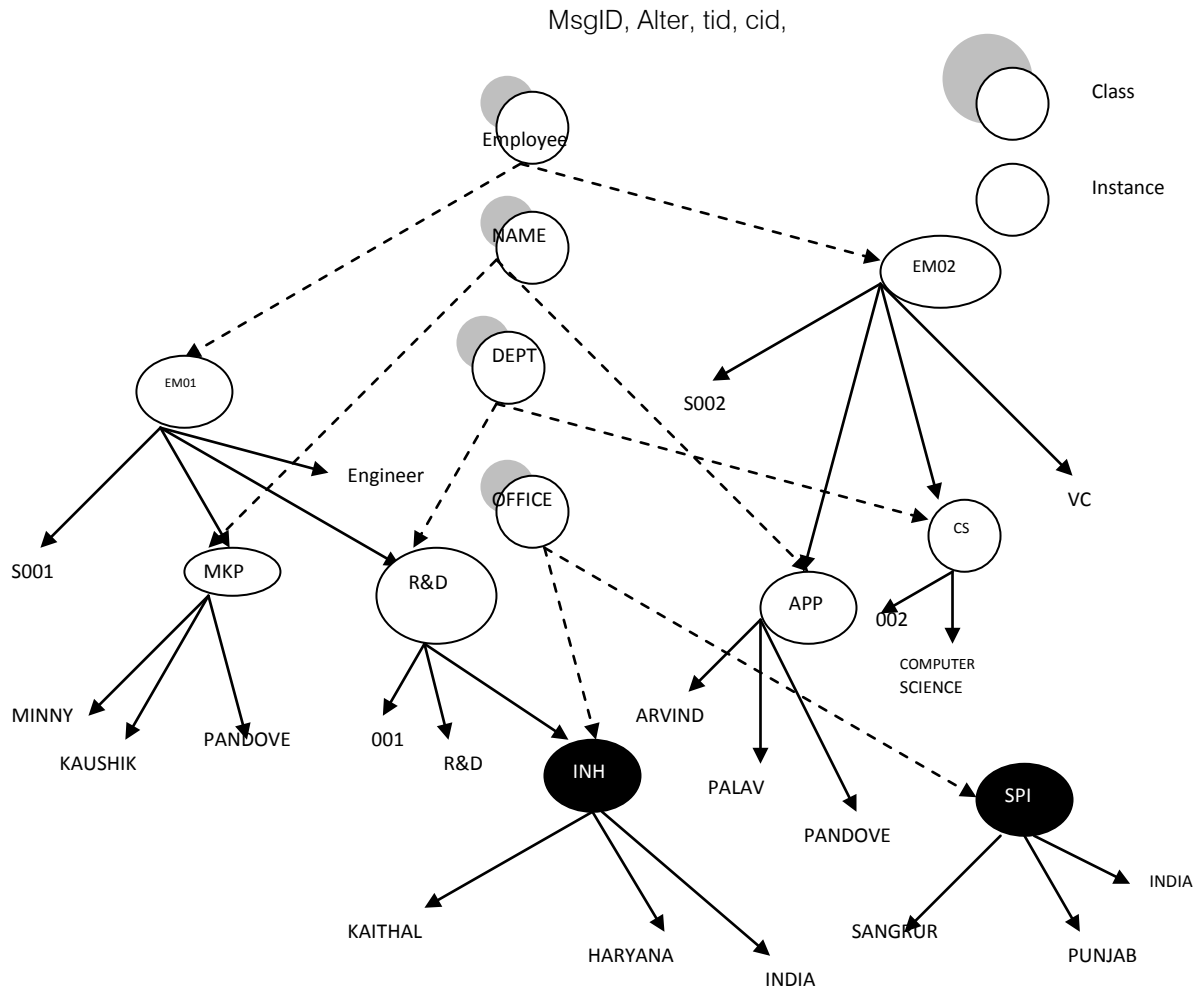 MsgID, Alter, tid, cid,
Class
Employee
Instance
NAME
EM02
DEPT
EM01
S002
Engineer
OFFICE
VC
CS
S001
MKP
R&D
APP
002
COMPUTER
SCIENCE
MINNY
ARVIND
001
PANDOVE
KAUSHIK
R&D
INH
PALAV
SPI
PANDOVE
INDIA
KAITHAL
SANGRUR
HARYANA
PUNJAB
INDIA